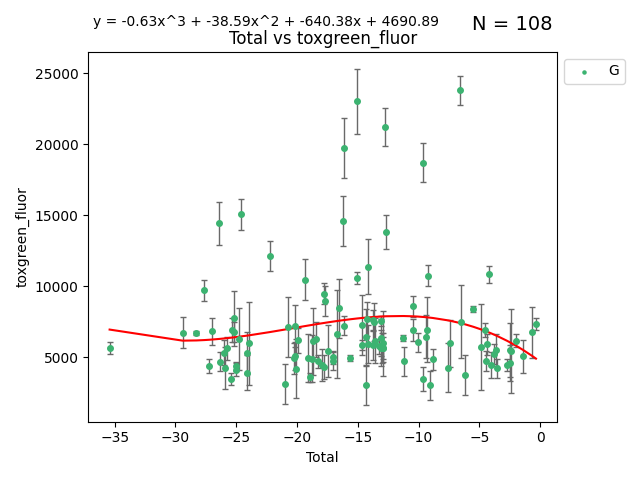 y = -0.63x^3 + -38.59x^2 + -640.38x + 4690.89
N = 108
Total vs toxgreen_fluor
G
toxgreen_fluor
25000
20000
15000
10000
5000
−35
−30
−25
−20
−15
−10
−5
0
Total